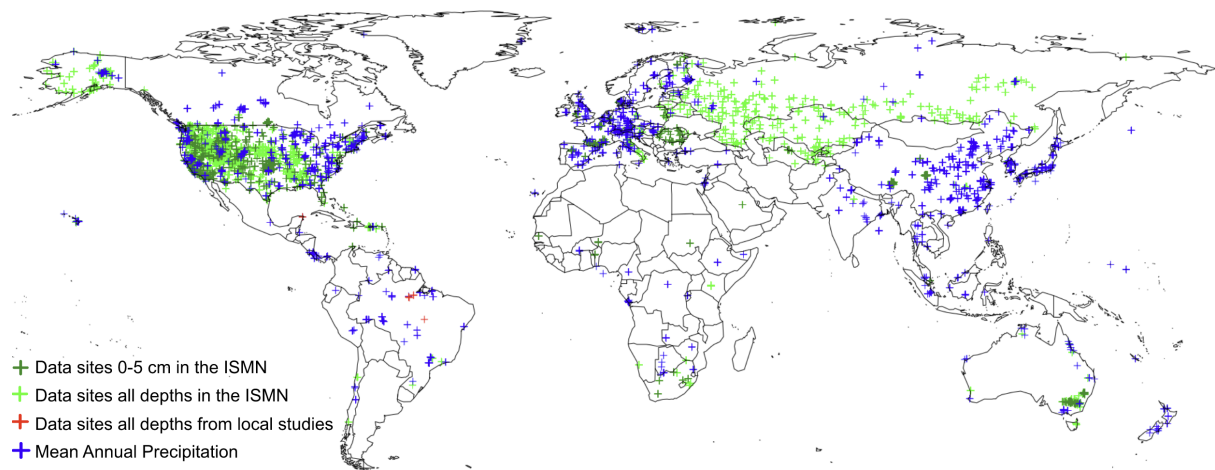 Data sites 0-5 cm in the ISMN
Data sites all depths in the ISMN
Data sites all depths from local studies
Mean Annual Precipitation